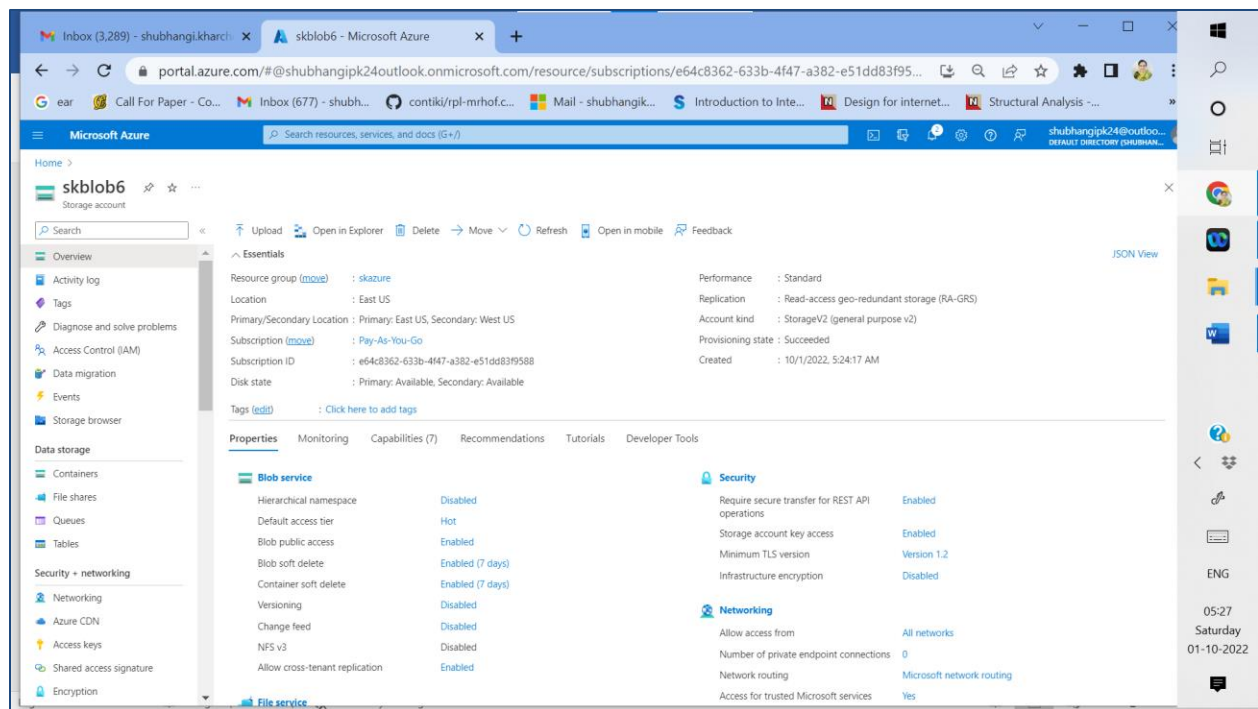 Inbox (3,289) - shubhangi.kharch
skblob6 - Microsoft Azure
portal.azure.com/#@shubhangipk24outlook.onmicrosoft.com/resource/subscriptions/e64c8362-633b-4f47-a382-e51dd83f95...
ear
Call For Paper - Co...
Inbox (677) - shubh...
contiki/rpl-mrhof.c...
Mail - shubhangik...
Introduction to Inte...
Design for internet...
Structural Analysis -...
»
Microsoft Azure
Search resources, services, and docs (G+/)
2
shubhangipk24@outloo...
DEFAULT DIRECTORY (SHUBHAN...
Home >
skblob6
Storage account
Search
«
Upload
Open in Explorer
Delete
Move
Refresh
Open in mobile
Feedback
Overview
Activity log
Tags
Diagnose and solve problems
Access Control (IAM)
Data migration
Events
Storage browser
Data storage
Containers
File shares
Queues
Tables
Security + networking
Networking
Azure CDN
Access keys
Shared access signature
Encryption
Essentials
JSON View
Resource group (move) : skazure
Location : East US
Primary/Secondary Location : Primary: East US, Secondary: West US
Subscription (move) : Pay-As-You-Go
Subscription ID : e64c8362-633b-4f47-a382-e51dd83f9588
Disk state : Primary: Available, Secondary: Available
Tags (edit) : Click here to add tags
Performance : Standard
Replication : Read-access geo-redundant storage (RA-GRS)
Account kind : StorageV2 (general purpose v2)
Provisioning state : Succeeded
Created : 10/1/2022, 5:24:17 AM
Properties
Monitoring
Capabilities (7)
Recommendations
Tutorials
Developer Tools
Blob service
Hierarchical namespace Disabled
Default access tier Hot
Blob public access Enabled
Blob soft delete Enabled (7 days)
Container soft delete Enabled (7 days)
Versioning Disabled
Change feed Disabled
NFS v3 Disabled
Allow cross-tenant replication Enabled
File service
Security
Require secure transfer for REST API Enabled
operations
Storage account key access Enabled
Minimum TLS version Version 1.2
Infrastructure encryption Disabled
Networking
Allow access from All networks
Number of private endpoint connections 0
Network routing Microsoft network routing
Access for trusted Microsoft services Yes
ENG
05:27
Saturday
01-10-2022